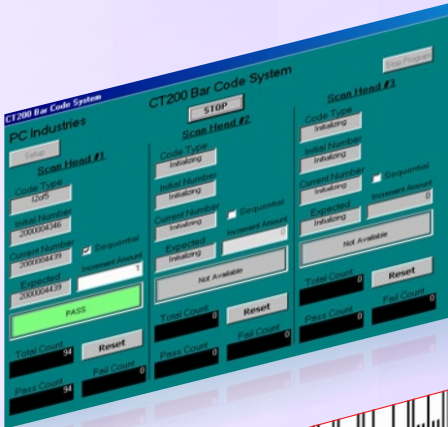 CT200 Bar Code System
PC Industries
CT200 Bar Code System
Stop Program
Setup
STOP
Scan Head #1
Code Type
I2of5
Initial Number
2000004346
Current Number
2000004439
Sequential
Expected
2000004439
Increment Amount
1
PASS
Total Count
94
Reset
Pass Count
94
Fail Count
0
Scan Head #2
Code Type
Initializing
Initial Number
Initializing
Current Number
Initializing
Sequential
Expected
Initializing
Increment Amount
0
Not Available
Total Count
0
Reset
Pass Count
0
Fail Count
0
Scan Head #3
Code Type
Initializing
Initial Number
Initializing
Current Number
Initializing
Sequential
Expected
Initializing
Increment Amount
0
Not Available
Total Count
0
Reset
Pass Count
0
Fail Count
0